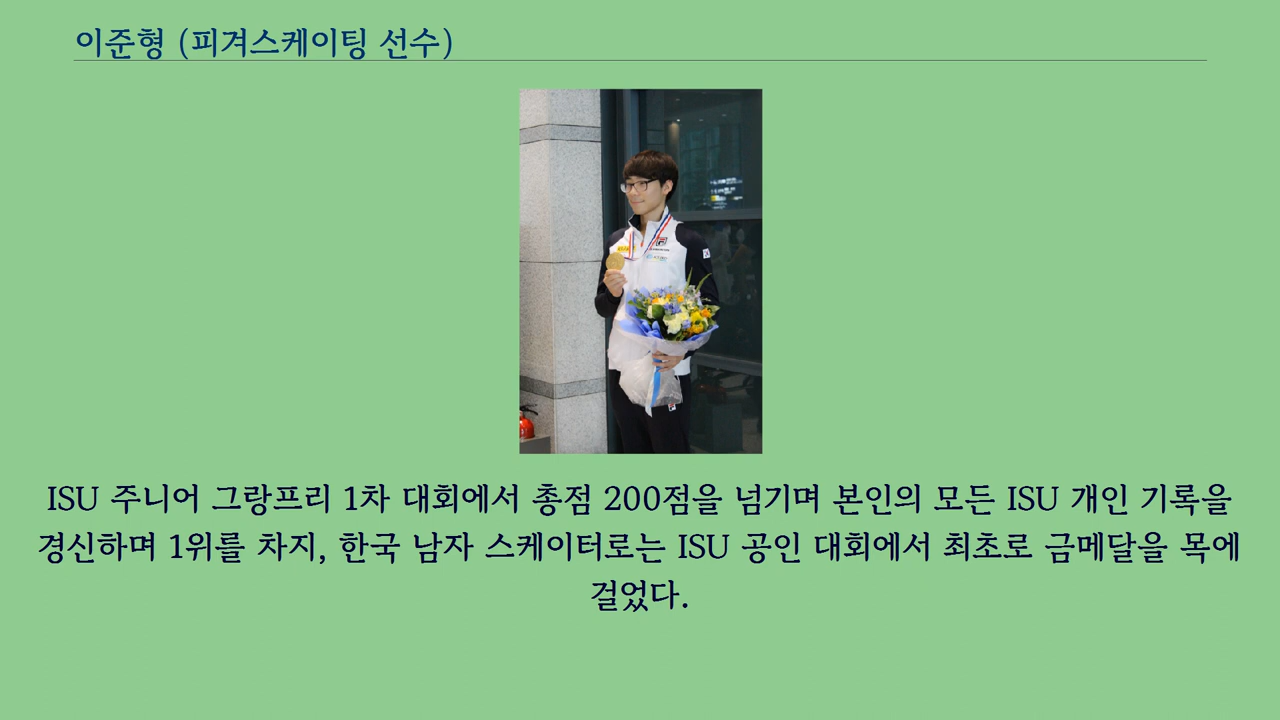 이준형 (피겨스케이팅 선수)
ISU 주니어 그랑프리 1차 대회에서 총점 200점을 넘기며 본인의 모든 ISU 개인 기록을
경신하며 1위를 차지, 한국 남자 스케이터로는 ISU 공인 대회에서 최초로 금메달을 목에
걸었다.